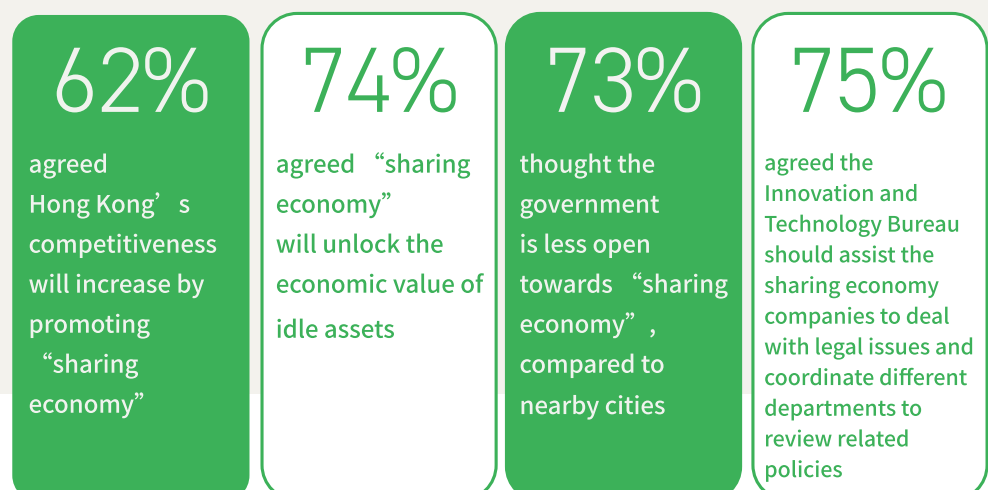 62%
agreed
Hong Kong’ s
competitiveness
will increase by
promoting
“sharing
economy”
74%
agreed “sharing
economy”
will unlock the
economic value of
idle assets
73%
thought the
government
is less open
towards “sharing
economy” ,
compared to
nearby cities
75%
agreed the
Innovation and
Technology Bureau
should assist the
sharing economy
companies to deal
with legal issues and
coordinate different
departments to
review related
policies